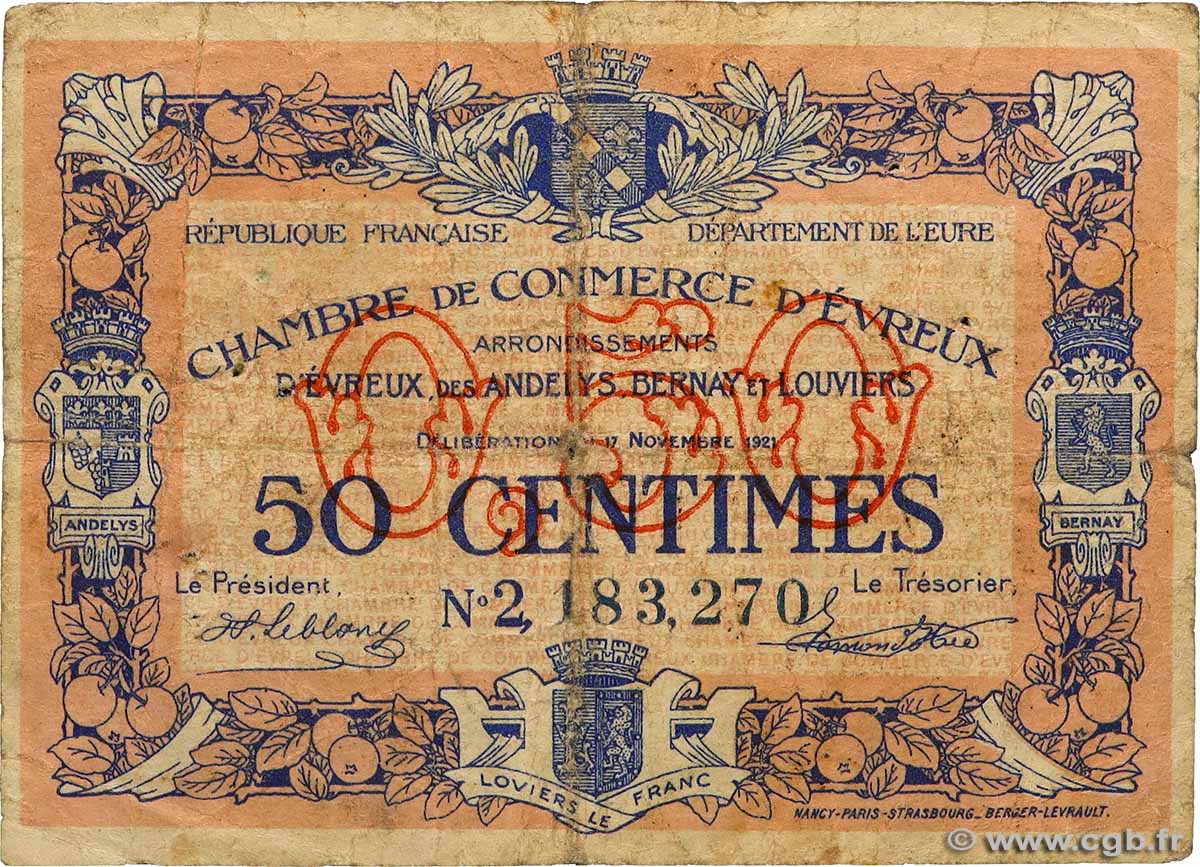 RÉPUBLIQUE FRANÇAISE DÉPARTEMENT DE L'EURE
CHAMBRE DE COMMERCE D'ÉVREUX
ARRONDISSEMENTS
D'ÉVREUX, DES ANDELYS, BERNAY ET LOUVIERS
DÉLIBÉRATION 17 NOVEMBRE 1921
0,50
50 CENTIMES
ANDELYS
BERNAY
Le Président, Le Trésorier,
No 2,183,270
H. Leblanc
LOVIERS LE FRANC
NANCY-PARIS-STRASBOURG_BERGER-LEVRAULT.
© www.cgb.fr